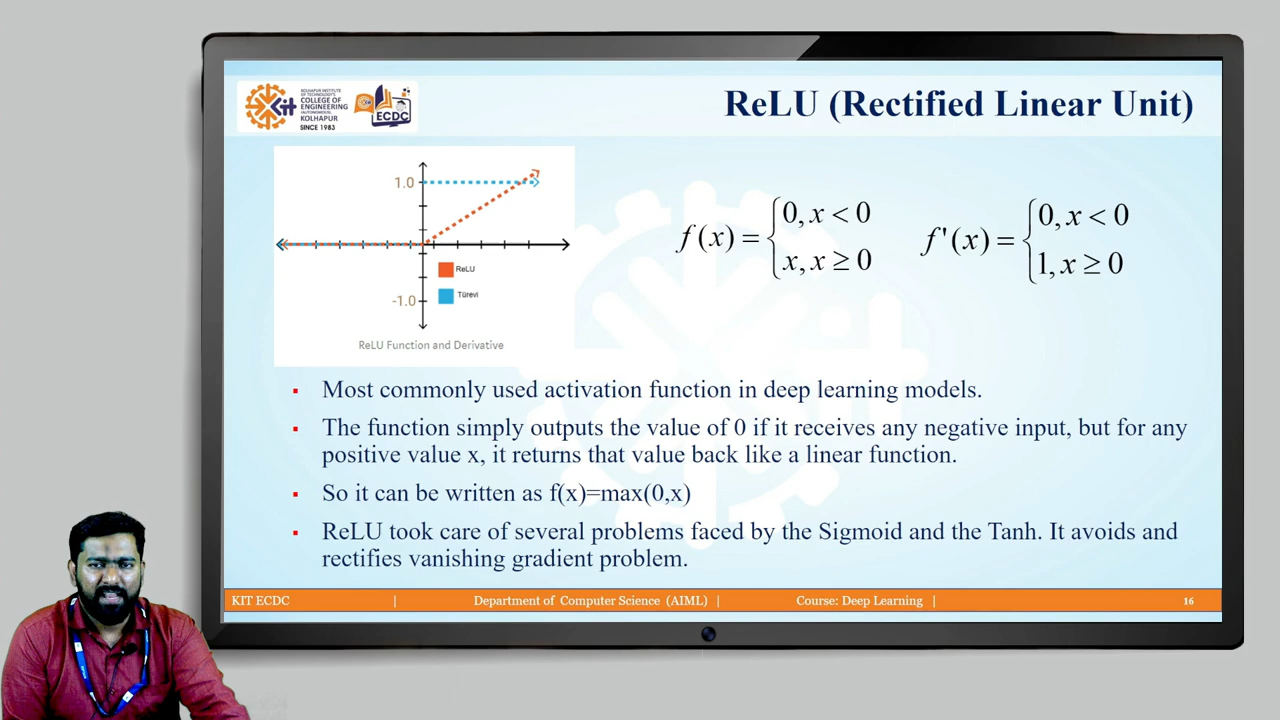 KOLHAPUR INSTITUTE
OF TECHNOLOGY'S
COLLEGE OF
ENGINEERING
(AUTONOMOUS),
KOLHAPUR
SINCE 1983
Kit
ECDC
ReLU (Rectified Linear Unit)
1.0
-1.0
ReLU
Türevi
ReLU Function and Derivative
f(x) = {0, x < 0
x, x ≥ 0
f'(x) = {0, x < 0
1, x ≥ 0
▪ Most commonly used activation function in deep learning models.
▪ The function simply outputs the value of 0 if it receives any negative input, but for any
positive value x, it returns that value back like a linear function.
▪ So it can be written as f(x)=max(0,x)
▪ ReLU took care of several problems faced by the Sigmoid and the Tanh. It avoids and
rectifies vanishing gradient problem.
KIT ECDC | Department of Computer Science (AIML) | Course: Deep Learning | 16